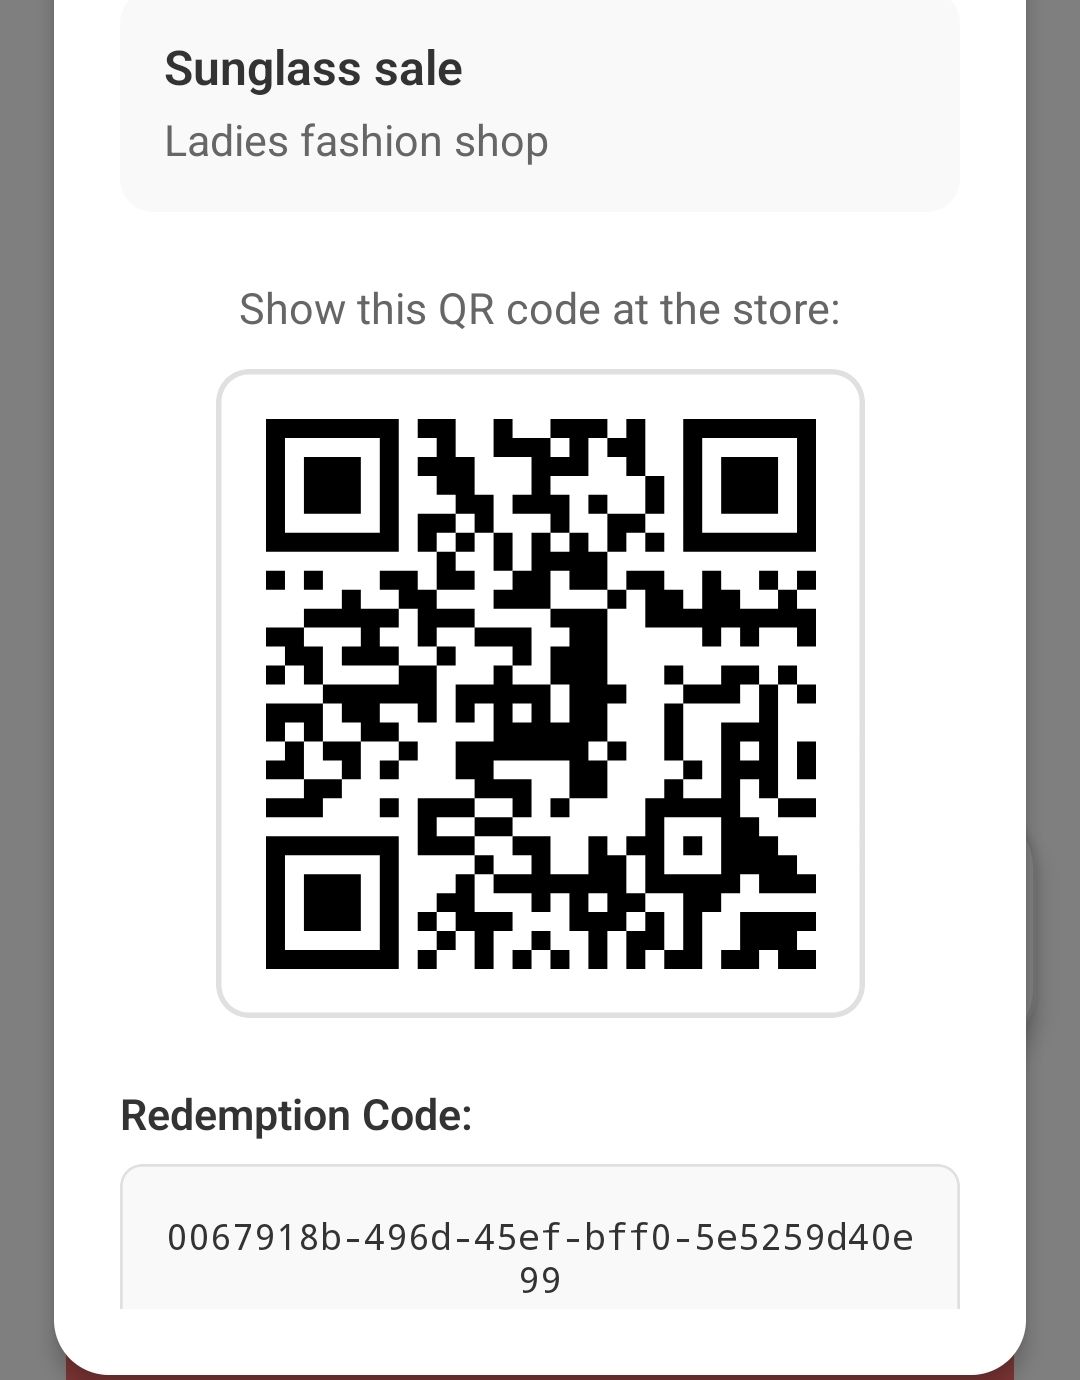 Sunglass sale
Ladies fashion shop
Show this QR code at the store:
Redemption Code:
0067918b-496d-45ef-bff0-5e5259d40e
99